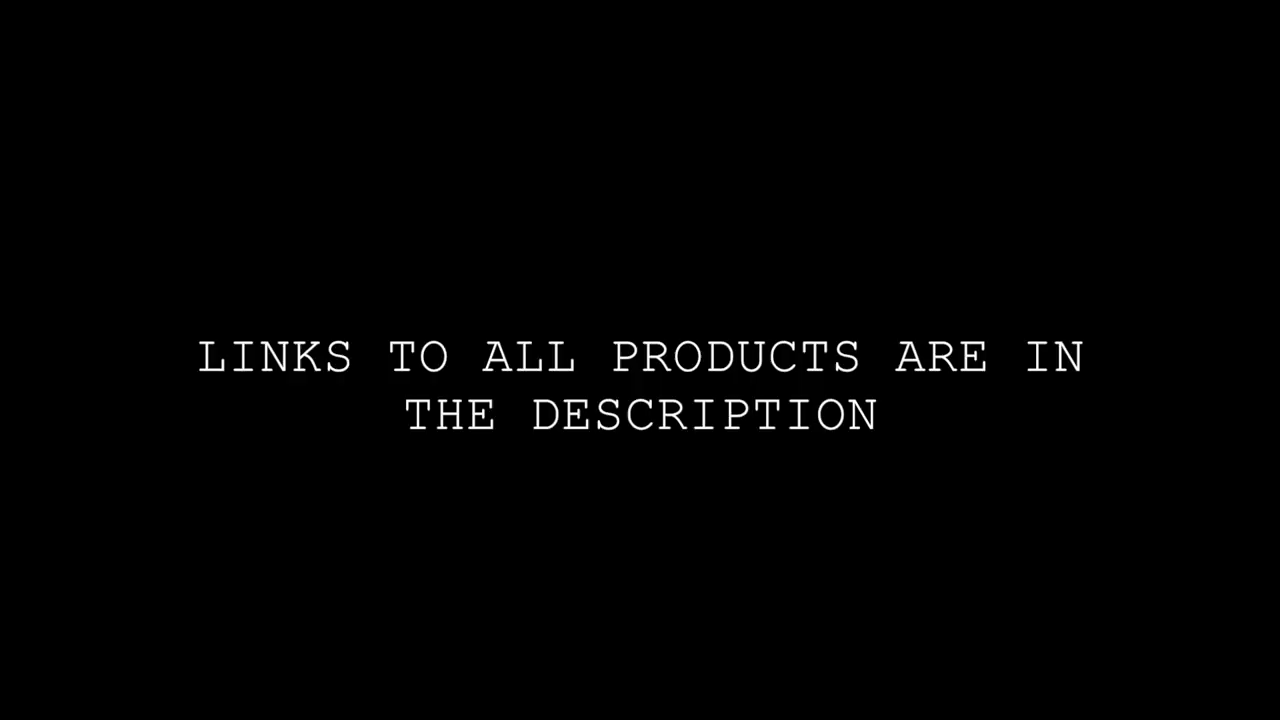 LINKS TO ALL PRODUCTS ARE IN
THE DESCRIPTION